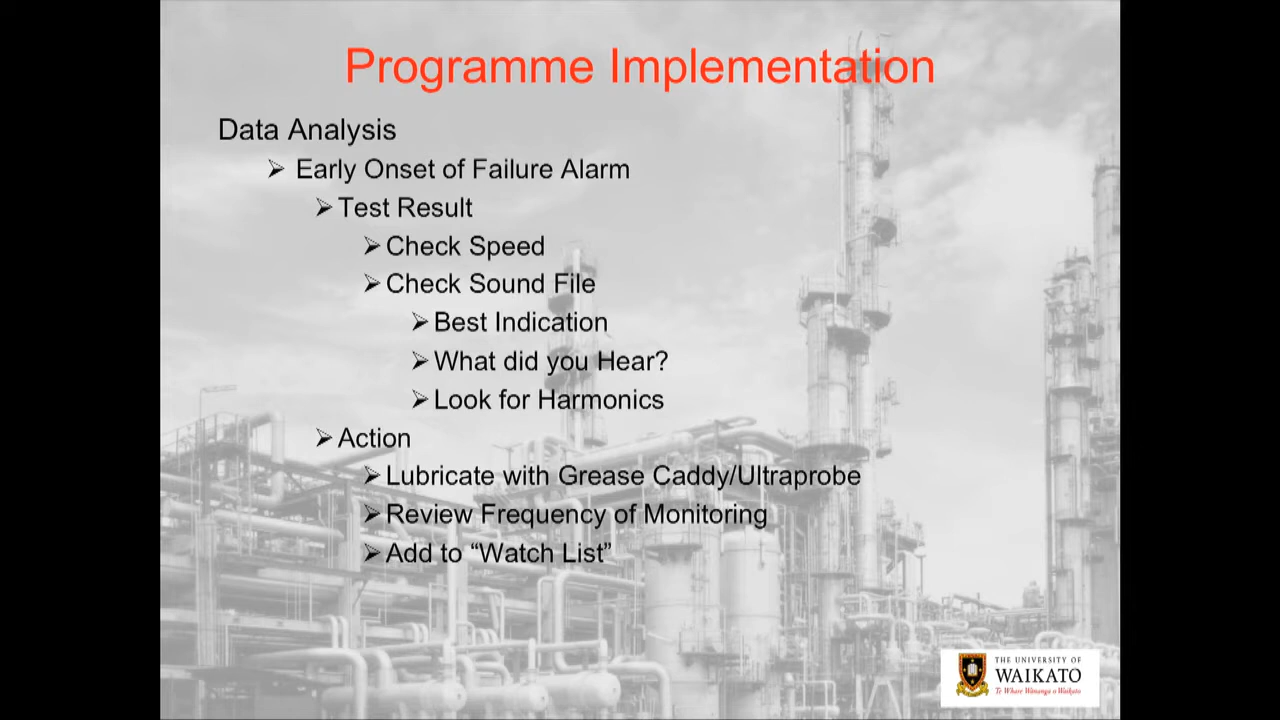 Programme Implementation
Data Analysis
➢ Early Onset of Failure Alarm
➢ Test Result
➢ Check Speed
➢ Check Sound File
➢ Best Indication
➢ What did you Hear?
➢ Look for Harmonics
➢ Action
➢ Lubricate with Grease Caddy/Ultraprobe
➢ Review Frequency of Monitoring
➢ Add to “Watch List”
THE UNIVERSITY OF
WAIKATO
Te Whare Wānanga o Waikato